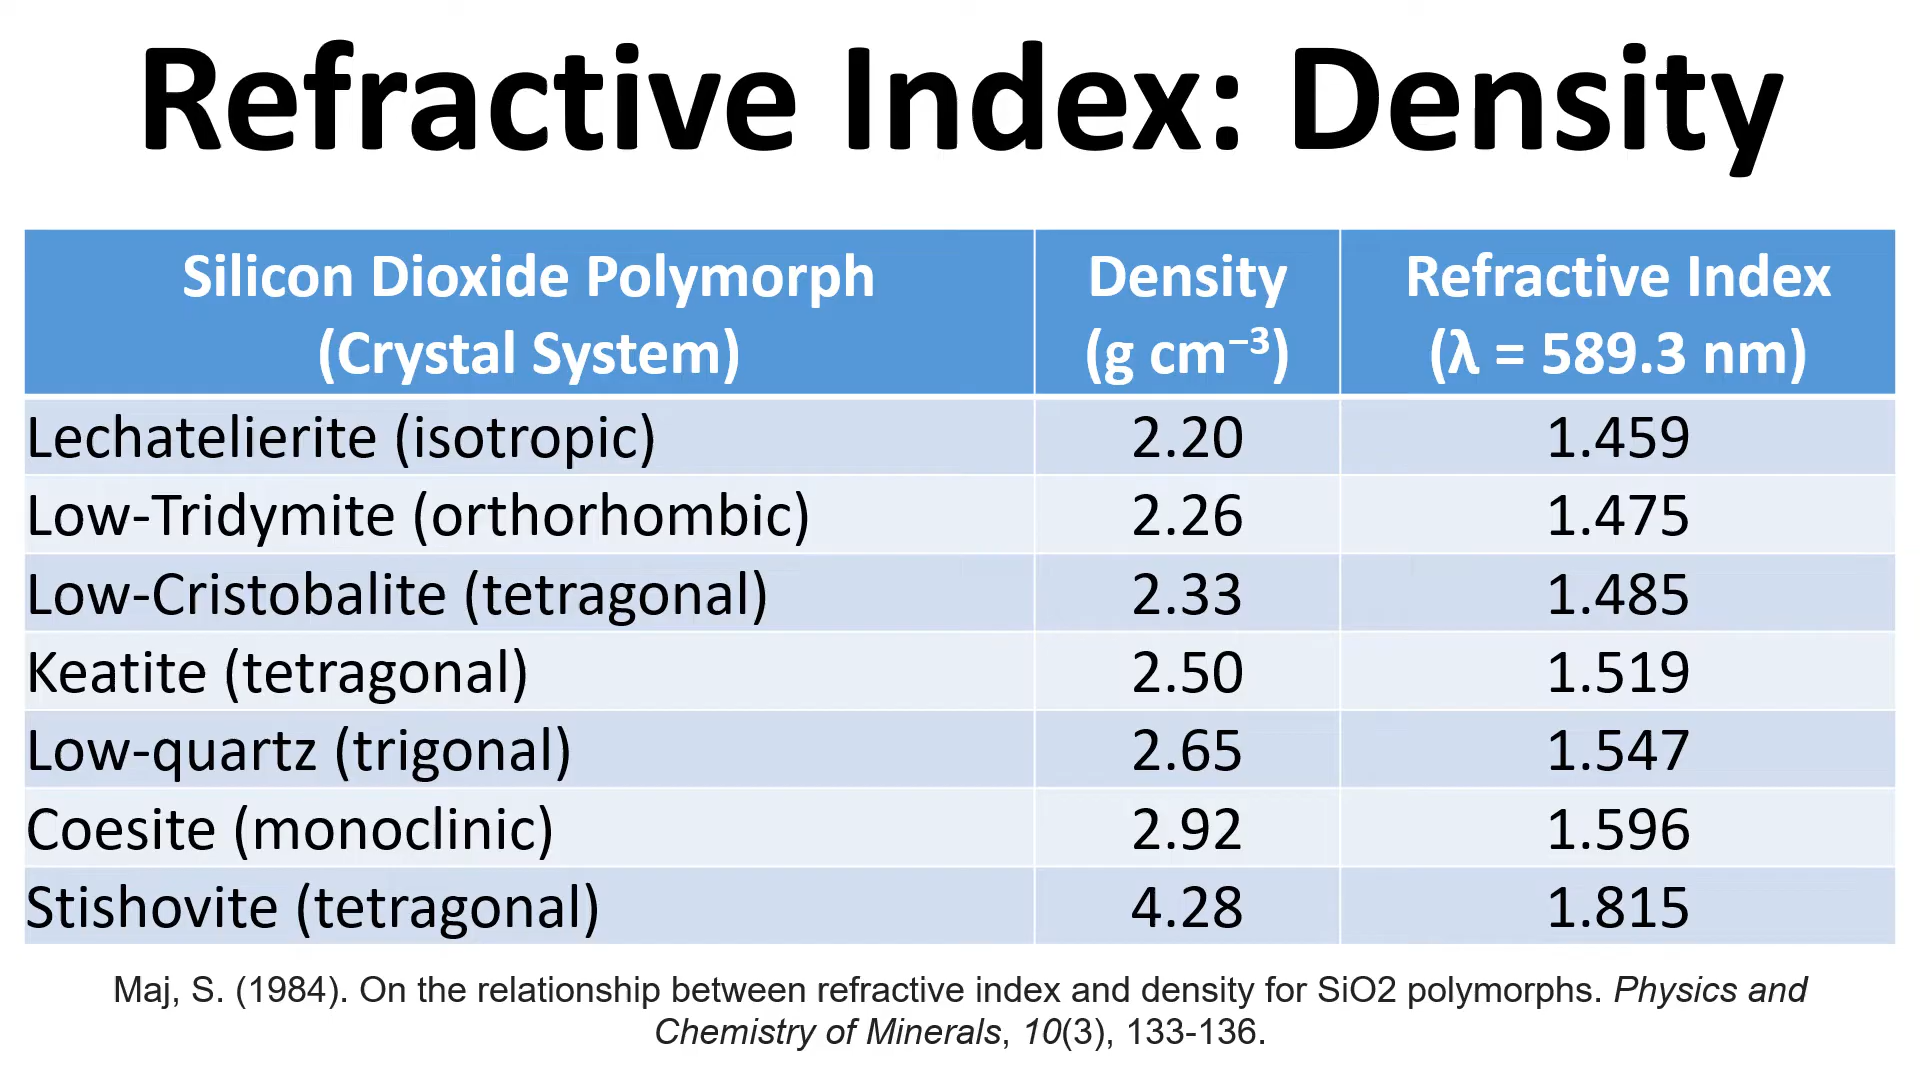 Refractive Index: Density
Silicon Dioxide Polymorph
(Crystal System)
Density
(g cm⁻³)
Refractive Index
(λ = 589.3 nm)
Lechatelierite (isotropic) 2.20 1.459
Low-Tridymite (orthorhombic) 2.26 1.475
Low-Cristobalite (tetragonal) 2.33 1.485
Keatite (tetragonal) 2.50 1.519
Low-quartz (trigonal) 2.65 1.547
Coesite (monoclinic) 2.92 1.596
Stishovite (tetragonal) 4.28 1.815
Maj, S. (1984). On the relationship between refractive index and density for SiO2 polymorphs. Physics and
Chemistry of Minerals, 10(3), 133-136.